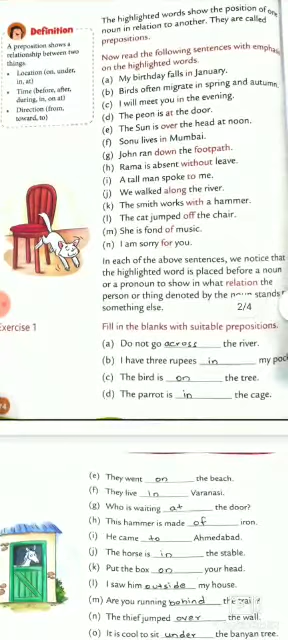 The highlighted words show the position of one
noun in relation to another. They are called
prepositions.
Definition
A preposition shows a
relationship between two
things.
• Location (on, under,
in, at)
• Time (before, after,
during, in, on at)
• Direction (from,
toward, to)
Now read the following sentences with emphas
on the highlighted words.
(a) My birthday falls in January.
(b) Birds often migrate in spring and autumn.
(c) I will meet you in the evening.
(d) The peon is at the door.
(e) The Sun is over the head at noon.
(f) Sonu lives in Mumbai.
(g) John ran down the footpath.
(h) Rama is absent without leave.
(i) A tall man spoke to me.
(j) We walked along the river.
(k) The smith works with a hammer.
(l) The cat jumped off the chair.
(m) She is fond of music.
(n) I am sorry for you.
In each of the above sentences, we notice that
the highlighted word is placed before a noun
or a pronoun to show in what relation the
person or thing denoted by the stands
something else.
2/4
Exercise 1
Fill in the blanks with suitable prepositions.
(a) Do not go across the river.
(b) I have three rupees in my poc
(c) The bird is on the tree.
(d) The parrot is in the cage.
(e) They went on the beach.
(f) They live in Varanasi.
(g) Who is waiting at the door?
(h) This hammer is made of iron.
(i) He came to Ahmedabad.
(j) The horse is in the stable.
(k) Put the box on your head.
(l) I saw him outside my house.
(m) Are you running behind the
(n) The thief jumped over the wall.
(o) It is cool to sit under the banyan tree.